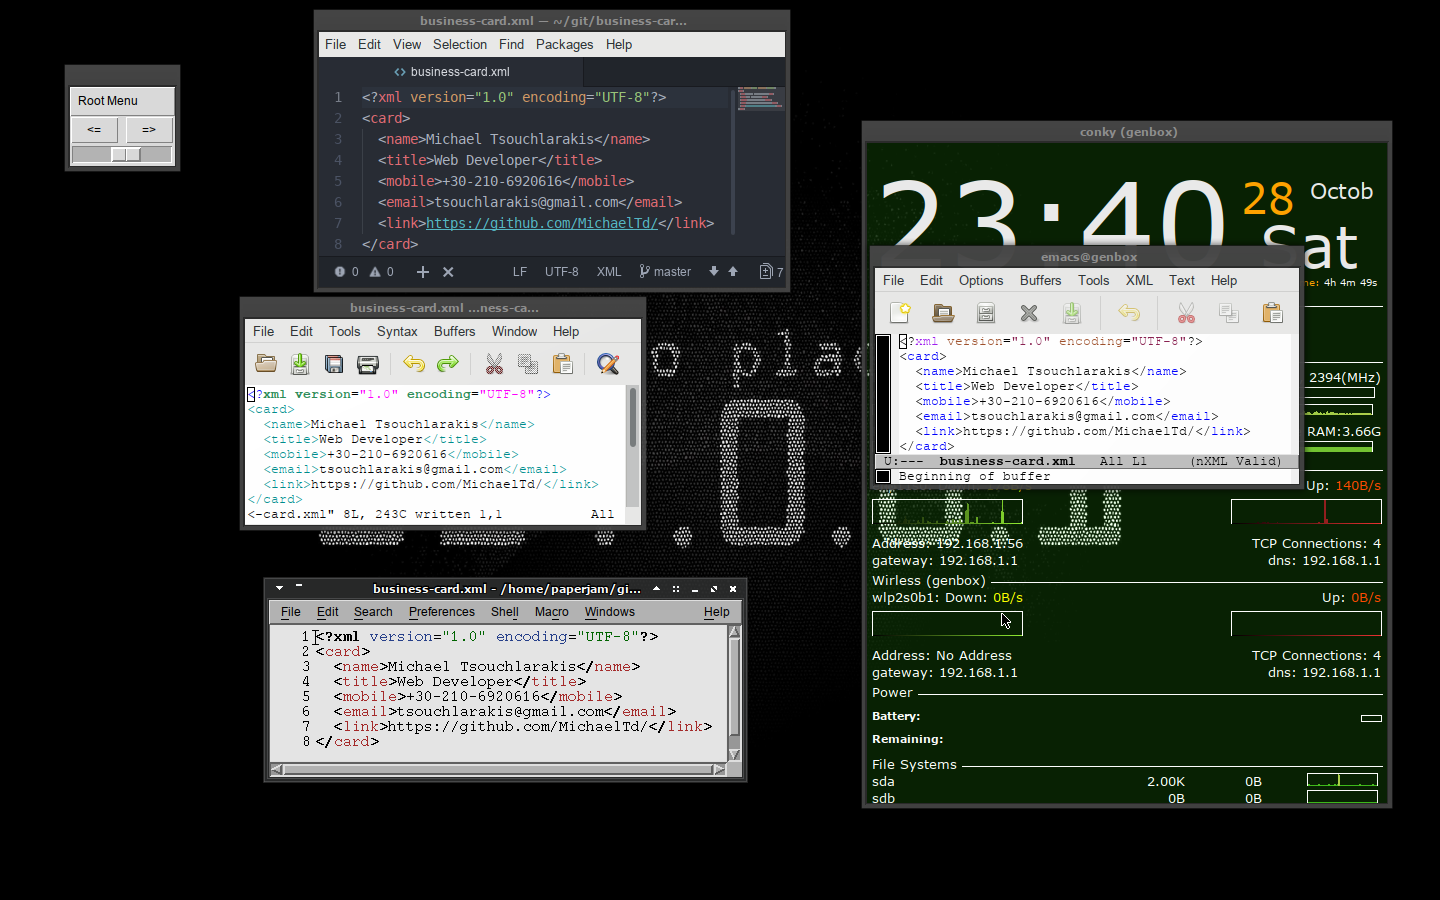 business-card.xml — ~/git/business-car...
File Edit View Selection Find Packages Help
business-card.xml
1 <?xml version="1.0" encoding="UTF-8"?>
2 <card>
3 <name>Michael Tsouchlarakis</name>
4 <title>Web Developer</title>
5 <mobile>+30-210-6920616</mobile>
6 <email>tsouchlarakis@gmail.com</email>
7 <link>https://github.com/MichaelTd/</link>
8 </card>
0 0 LF UTF-8 XML master 7
Root Menu
<= =>
conky (genbox)
23:40 28 Octob
Sat
4h 4m 49s
2394(MHz)
RAM:3.66G
Up: 140B/s
Address: 192.168.1.56 TCP Connections: 4
gateway: 192.168.1.1 dns: 192.168.1.1
Wirless (genbox)
wlp2s0b1: Down: 0B/s Up: 0B/s
Address: No Address TCP Connections: 4
gateway: 192.168.1.1 dns: 192.168.1.1
Power
Battery:
Remaining:
File Systems
sda 2.00K 0B
sdb 0B 0B
emacs@genbox
File Edit Options Buffers Tools XML Text Help
<?xml version="1.0" encoding="UTF-8"?>
<card>
<name>Michael Tsouchlarakis</name>
<title>Web Developer</title>
<mobile>+30-210-6920616</mobile>
<email>tsouchlarakis@gmail.com</email>
<link>https://github.com/MichaelTd/</link>
</card>
U:--- business-card.xml All L1 (nXML Valid)
Beginning of buffer
business-card.xml ...ness-ca...
File Edit Tools Syntax Buffers Window Help
<?xml version="1.0" encoding="UTF-8"?>
<card>
<name>Michael Tsouchlarakis</name>
<title>Web Developer</title>
<mobile>+30-210-6920616</mobile>
<email>tsouchlarakis@gmail.com</email>
<link>https://github.com/MichaelTd/</link>
</card>
<-card.xml" 8L, 243C written 1,1 All
business-card.xml - /home/paperjam/gi...
File Edit Search Preferences Shell Macro Windows Help
1 <?xml version="1.0" encoding="UTF-8"?>
2 <card>
3 <name>Michael Tsouchlarakis</name>
4 <title>Web Developer</title>
5 <mobile>+30-210-6920616</mobile>
6 <email>tsouchlarakis@gmail.com</email>
7 <link>https://github.com/MichaelTd/</link>
8 </card>